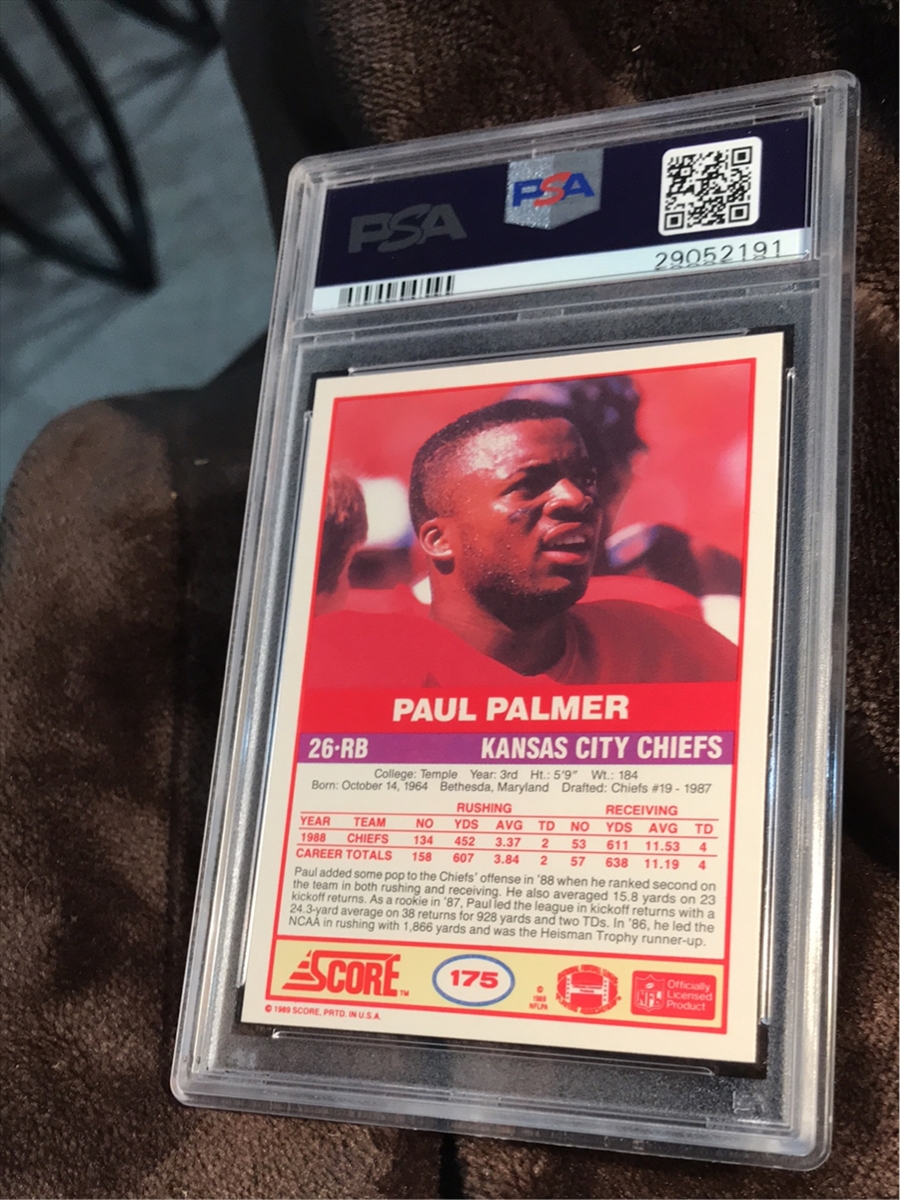 PSA
PSA
29052191
PAUL PALMER
26·RB KANSAS CITY CHIEFS
College: Temple Year: 3rd Ht.: 5'9" Wt.: 184
Born: October 14, 1964 Bethesda, Maryland Drafted: Chiefs #19 - 1987
RUSHING RECEIVING
YEAR TEAM NO YDS AVG TD NO YDS AVG TD
1988 CHIEFS 134 452 3.37 2 53 611 11.53 4
CAREER TOTALS 158 607 3.84 2 57 638 11.19 4
Paul added some pop to the Chiefs' offense in '88 when he ranked second on
the team in both rushing and receiving. He also averaged 15.8 yards on 23
kickoff returns. As a rookie in '87, Paul led the league in kickoff returns with a
24.3-yard average on 38 returns for 928 yards and two TDs. In '86, he led the
NCAA in rushing with 1,866 yards and was the Heisman Trophy runner-up.
SCORE™
175
©
1989
NFLPA
NFL
Officially
Licensed
Product
© 1989 SCORE, PRTD. IN U.S.A.